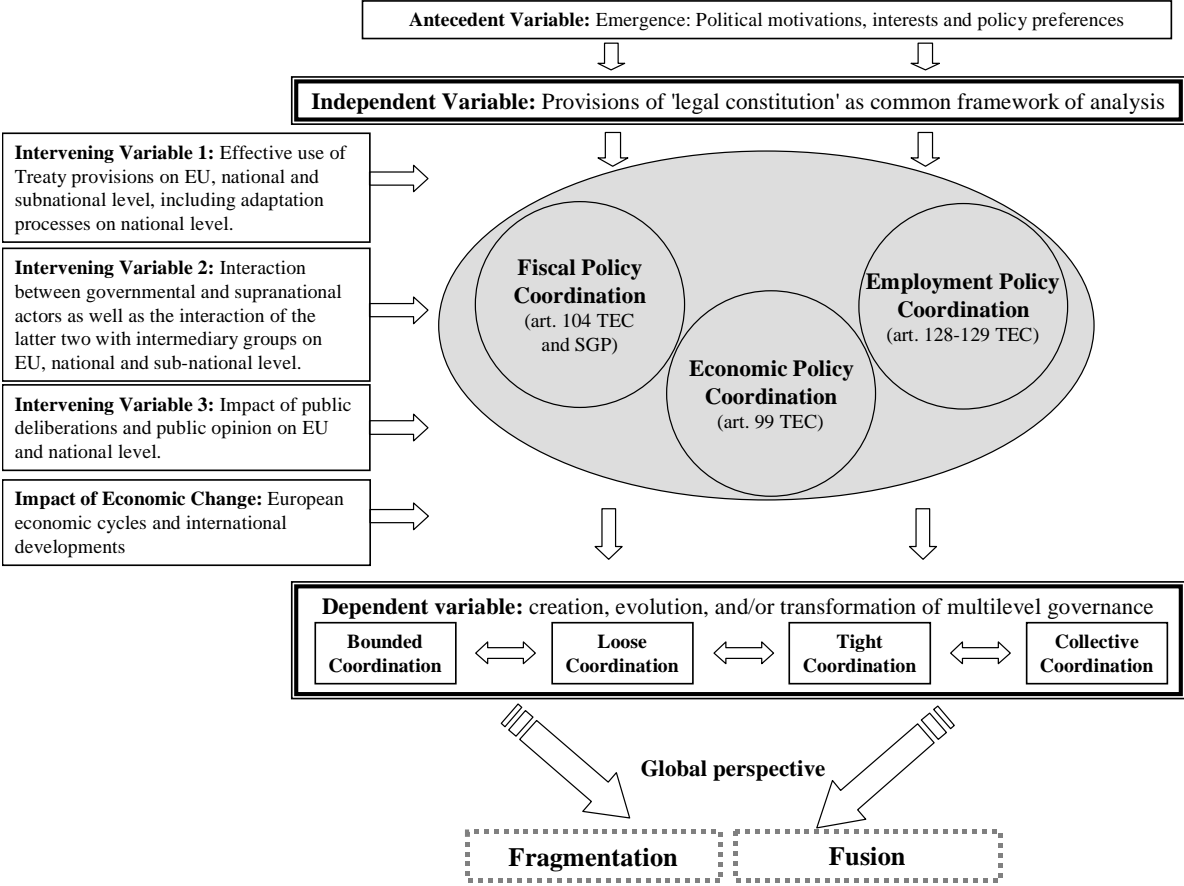 Antecedent Variable: Emergence: Political motivations, interests and policy preferences
Independent Variable: Provisions of 'legal constitution' as common framework of analysis
Intervening Variable 1: Effective use of
Treaty provisions on EU, national and
subnational level, including adaptation
processes on national level.
Intervening Variable 2: Interaction
between governmental and supranational
actors as well as the interaction of the
latter two with intermediary groups on
EU, national and sub-national level.
Intervening Variable 3: Impact of public
deliberations and public opinion on EU
and national level.
Impact of Economic Change: European
economic cycles and international
developments
Fiscal Policy
Coordination
(art. 104 TEC
and SGP)
Economic Policy
Coordination
(art. 99 TEC)
Employment Policy
Coordination
(art. 128-129 TEC)
Dependent variable: creation, evolution, and/or transformation of multilevel governance
Bounded
Coordination
Loose
Coordination
Tight
Coordination
Collective
Coordination
Global perspective
Fragmentation
Fusion